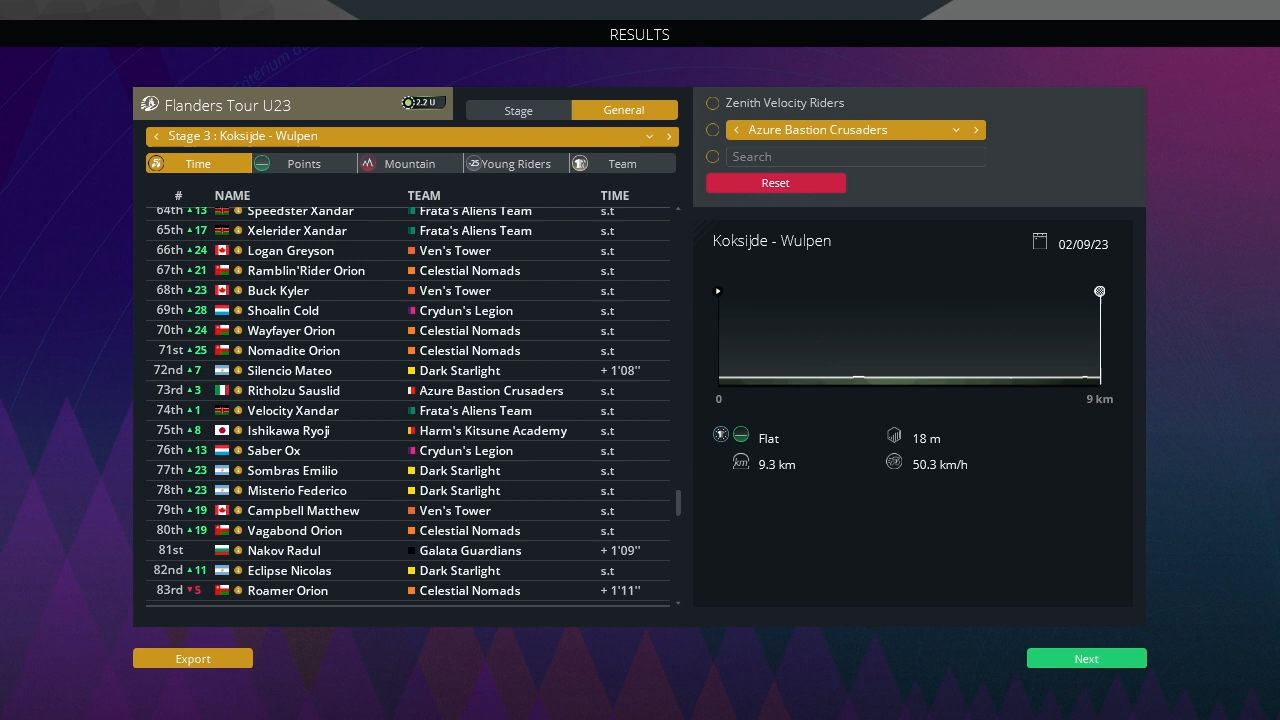 RESULTS
Flanders Tour U23
2.2 U
Stage
General
Stage 3 : Koksijde - Wulpen
Time
Points
Mountain
-25 Young Riders
Team
# NAME TEAM TIME
64th 13 Speedster Xandar Frata's Aliens Team s.t
65th 17 Xelerider Xandar Frata's Aliens Team s.t
66th 24 Logan Greyson Ven's Tower s.t
67th 21 Ramblin'Rider Orion Celestial Nomads s.t
68th 23 Buck Kyler Ven's Tower s.t
69th 28 Shoalin Cold Crydun's Legion s.t
70th 24 Wayfayer Orion Celestial Nomads s.t
71st 25 Nomadite Orion Celestial Nomads s.t
72nd 7 Silencio Mateo Dark Starlight + 1'08''
73rd 3 Ritholzu Sauslid Azure Bastion Crusaders s.t
74th 1 Velocity Xandar Frata's Aliens Team s.t
75th 8 Ishikawa Ryoji Harm's Kitsune Academy s.t
76th 13 Saber Ox Crydun's Legion s.t
77th 23 Sombras Emilio Dark Starlight s.t
78th 23 Misterio Federico Dark Starlight s.t
79th 19 Campbell Matthew Ven's Tower s.t
80th 19 Vagabond Orion Celestial Nomads s.t
81st Nakov Radul Galata Guardians + 1'09''
82nd 11 Eclipse Nicolas Dark Starlight s.t
83rd 5 Roamer Orion Celestial Nomads + 1'11''
Zenith Velocity Riders
Azure Bastion Crusaders
Search
Reset
Koksijde - Wulpen
02/09/23
0
9 km
Flat
18 m
km 9.3 km
50.3 km/h
Export
Next